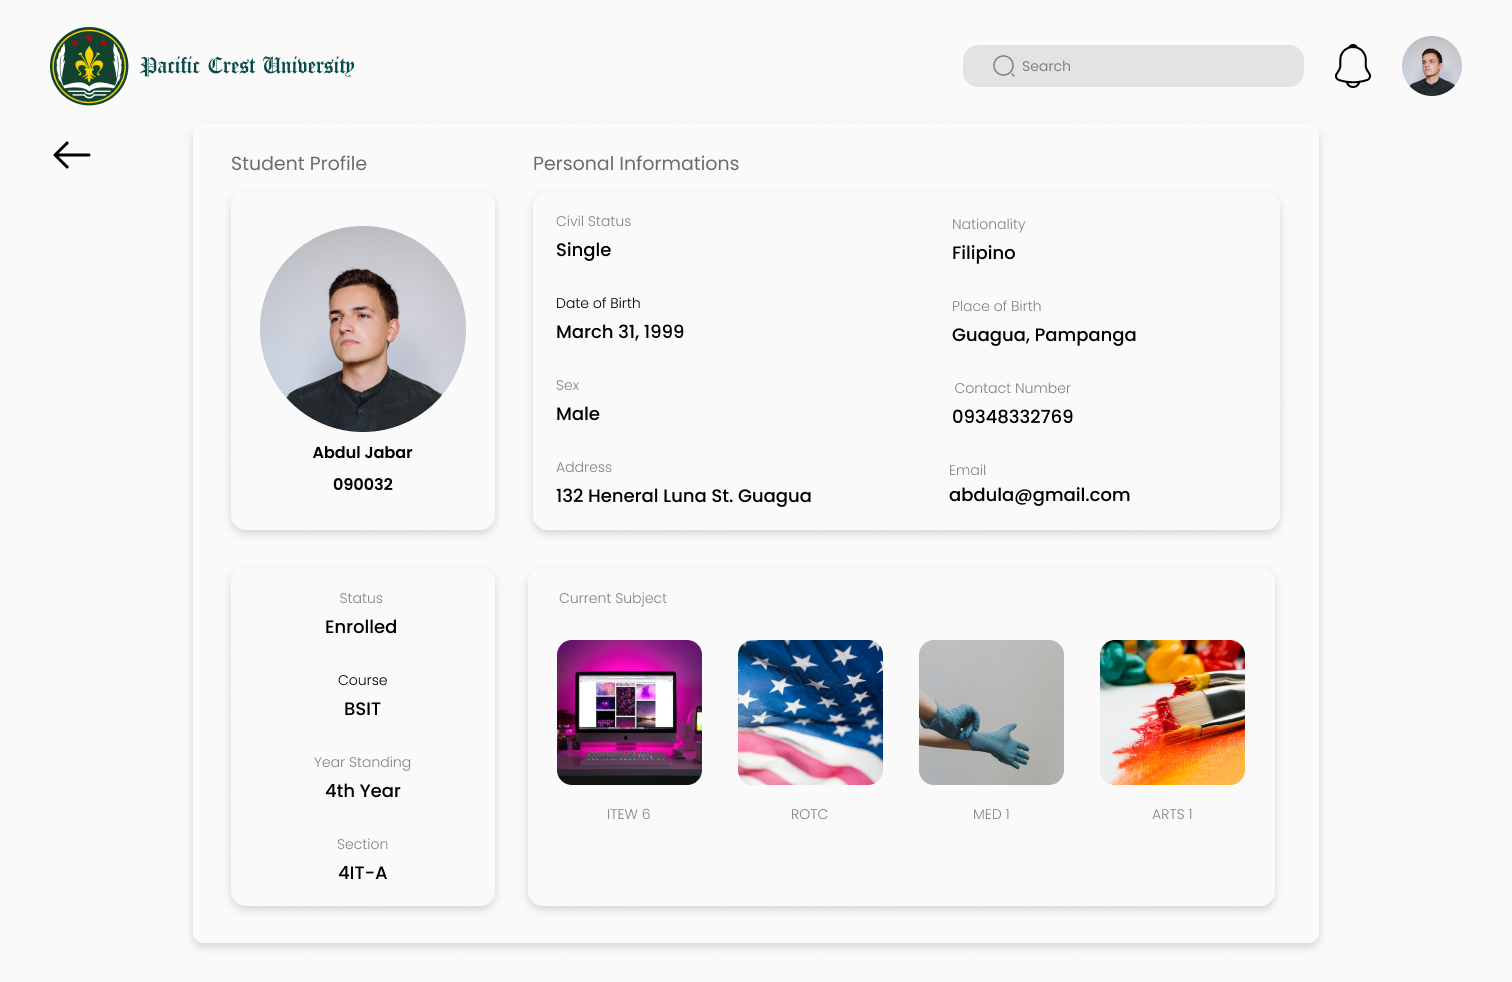 Pacific Crest University
Search
Student Profile
Personal Informations
Abdul Jabar
090032
Civil Status
Single
Date of Birth
March 31, 1999
Sex
Male
Address
132 Heneral Luna St. Guagua
Nationality
Filipino
Place of Birth
Guagua, Pampanga
Contact Number
09348332769
Email
abdula@gmail.com
Status
Enrolled
Course
BSIT
Year Standing
4th Year
Section
4IT-A
Current Subject
ITEW 6
ROTC
MED 1
ARTS 1